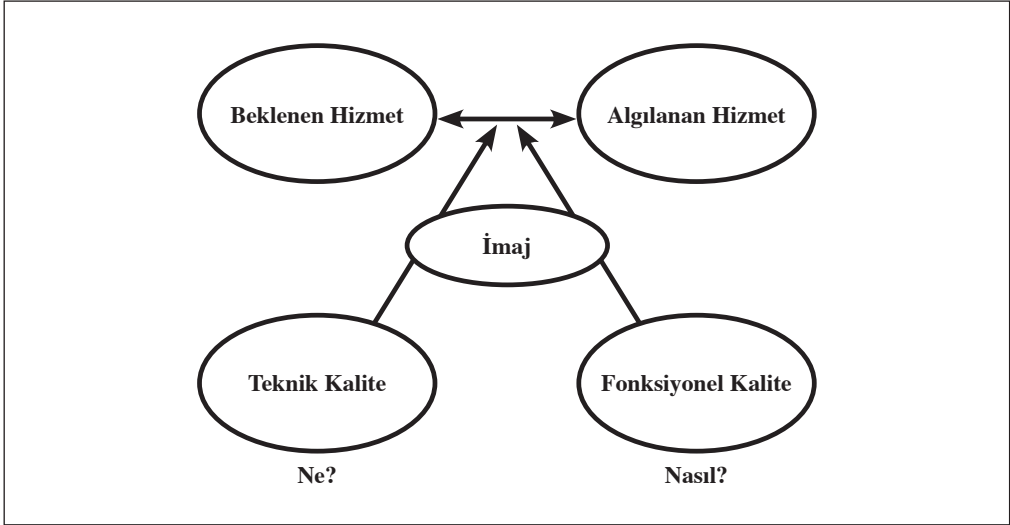 Beklenen Hizmet
Algılanan Hizmet
İmaj
Teknik Kalite
Fonksiyonel Kalite
Ne?
Nasıl?